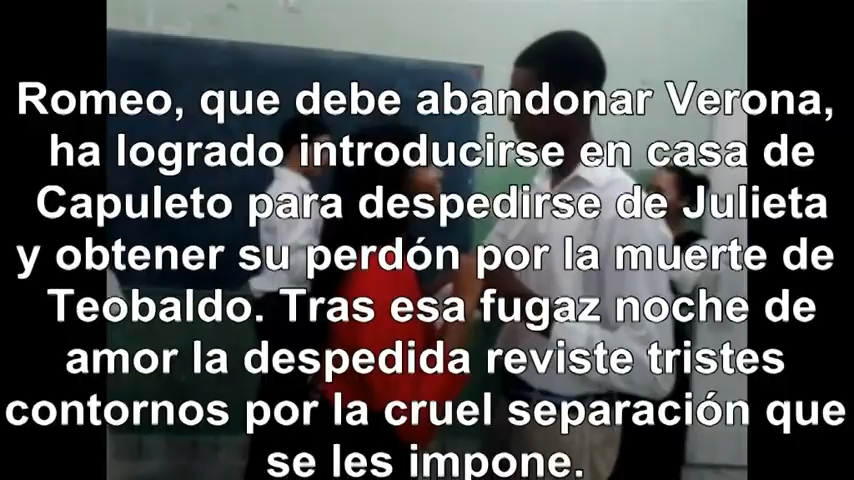 Romeo, que debe abandonar Verona,
ha logrado introducirse en casa de
Capuleto para despedirse de Julieta
y obtener su perdón por la muerte de
Teobaldo. Tras esa fugaz noche de
amor la despedida reviste tristes
contornos por la cruel separación que
se les impone.